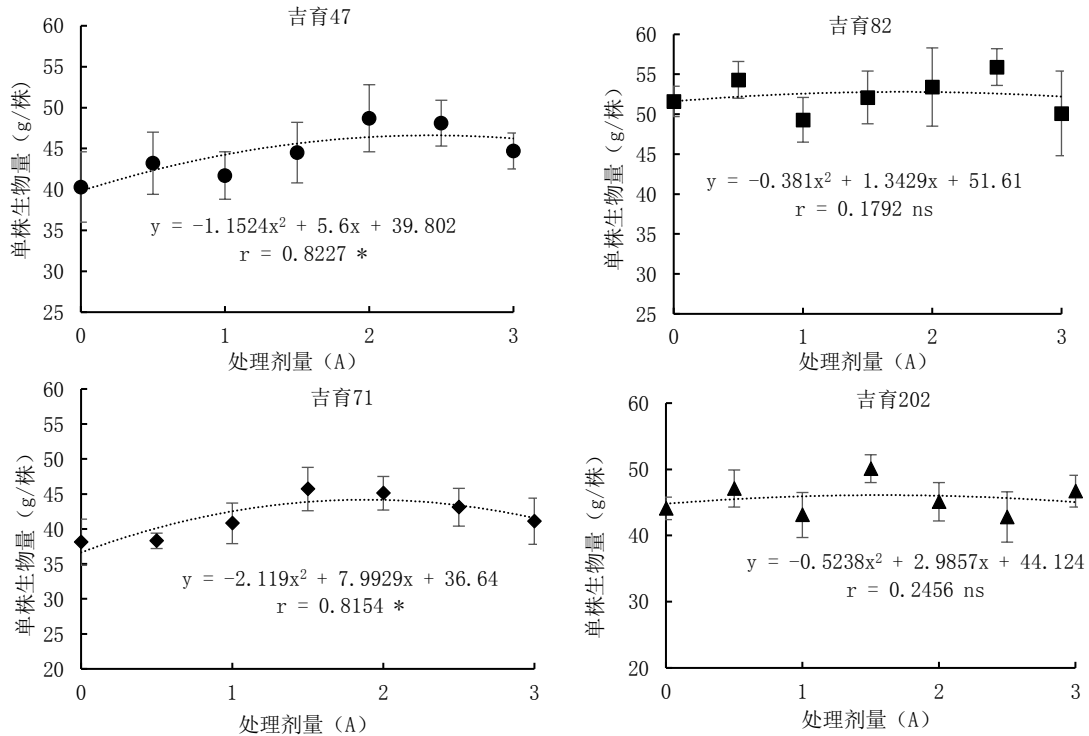 吉育47
60
55
50
45
40
35
30
25
单株生物量（g/株）
y = -1.1524x² + 5.6x + 39.802
r = 0.8227 *
0 1 2 3
处理剂量（A）
吉育82
60
55
50
45
40
35
30
25
单株生物量（g/株）
y = -0.381x² + 1.3429x + 51.61
r = 0.1792 ns
0 1 2 3
处理剂量（A）
吉育71
60
55
50
45
40
35
30
25
20
单株生物量（g/株）
y = -2.119x² + 7.9929x + 36.64
r = 0.8154 *
0 1 2 3
处理剂量（A）
吉育202
60
50
40
30
20
单株生物量（g/株）
y = -0.5238x² + 2.9857x + 44.124
r = 0.2456 ns
0 1 2 3
处理剂量（A）